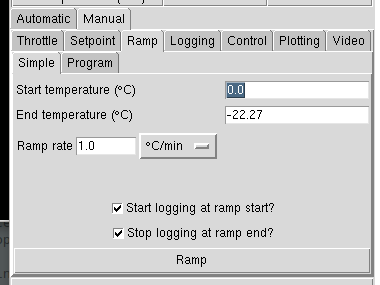 Automatic Manual
Throttle Setpoint Ramp Logging Control Plotting Video
Simple Program
Start temperature (°C) 0.0
End temperature (°C) -22.27
Ramp rate 1.0 °C/min
Start logging at ramp start?
Stop logging at ramp end?
Ramp